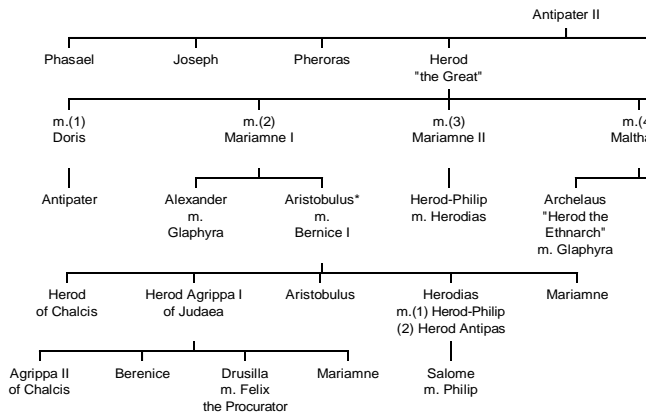 Antipater II
Phasael
Joseph
Pheroras
Herod
"the Great"
m.(1)
Doris
m.(2)
Mariamne I
m.(3)
Mariamne II
m.(4
Maltha
Antipater
Alexander
m.
Glaphyra
Aristobulus*
m.
Bernice I
Herod-Philip
m. Herodias
Archelaus
"Herod the
Ethnarch"
m. Glaphyra
Herod
of Chalcis
Herod Agrippa I
of Judaea
Aristobulus
Herodias
m.(1) Herod-Philip
(2) Herod Antipas
Mariamne
Agrippa II
of Chalcis
Berenice
Drusilla
m. Felix
the Procurator
Mariamne
Salome
m. Philip